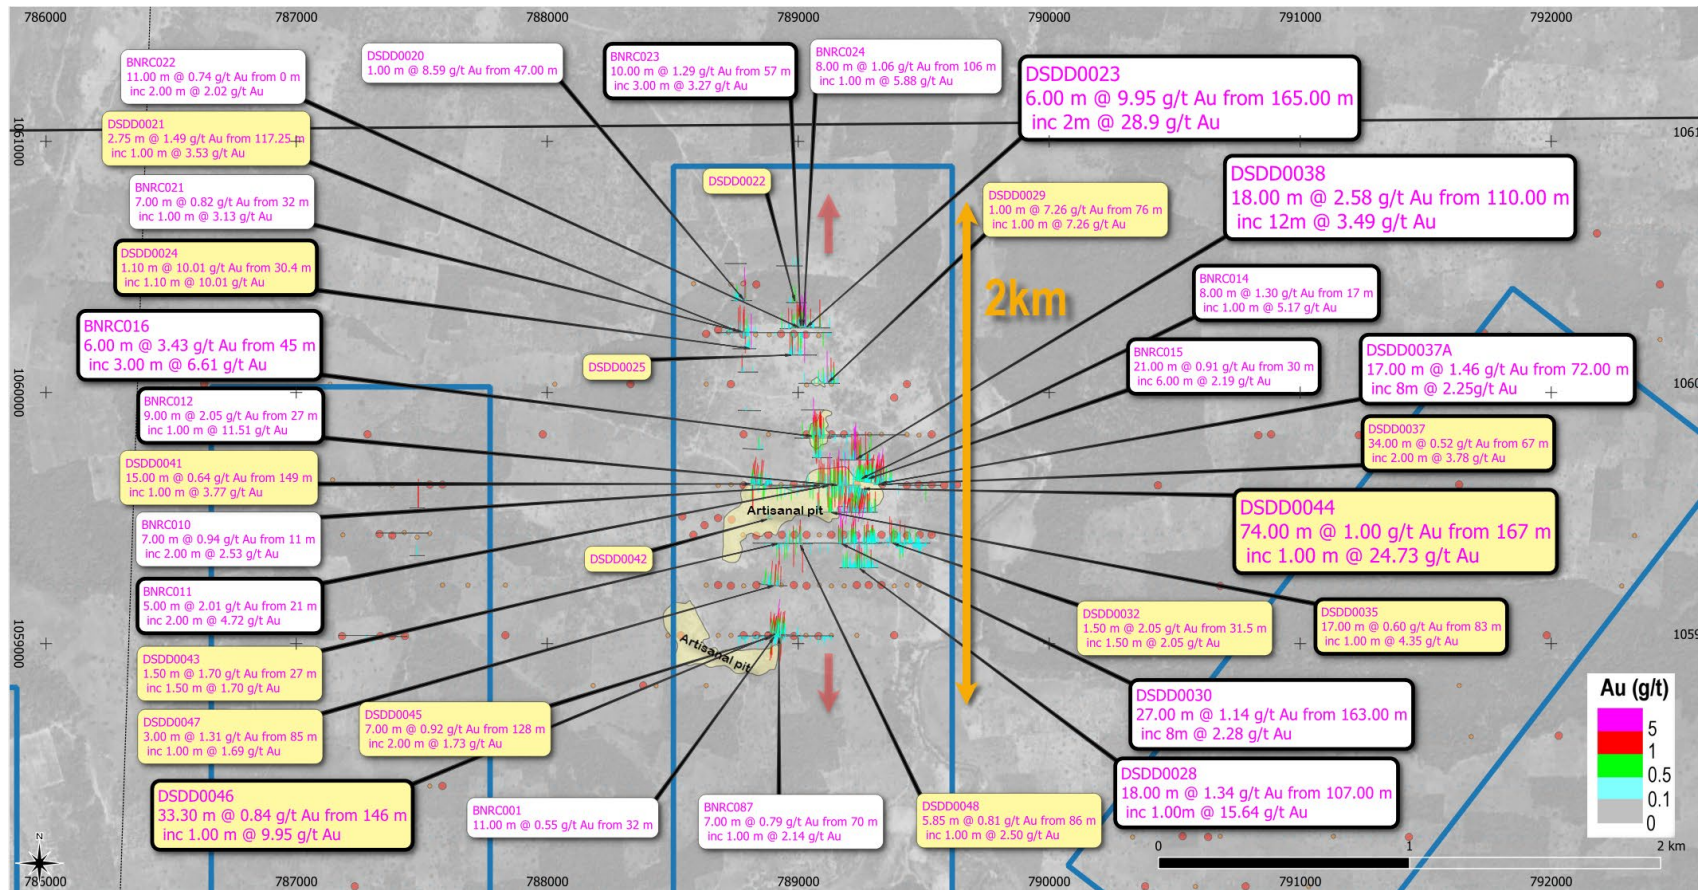 786000 787000 788000 789000 790000 791000 792000
BNRC022
11.00 m @ 0.74 g/t Au from 0 m
inc 2.00 m @ 2.02 g/t Au
DSDD0020
1.00 m @ 8.59 g/t Au from 47.00 m
BNRC023
10.00 m @ 1.29 g/t Au from 57 m
inc 3.00 m @ 3.27 g/t Au
BNRC024
8.00 m @ 1.06 g/t Au from 106 m
inc 1.00 m @ 5.88 g/t Au
DSDD0023
6.00 m @ 9.95 g/t Au from 165.00 m
inc 2m @ 28.9 g/t Au
1061000
1061
DSDD0021
2.75 m @ 1.49 g/t Au from 117.25 m
inc 1.00 m @ 3.53 g/t Au
DSDD0022
DSDD0038
18.00 m @ 2.58 g/t Au from 110.00 m
inc 12m @ 3.49 g/t Au
BNRC021
7.00 m @ 0.82 g/t Au from 32 m
inc 1.00 m @ 3.13 g/t Au
DSDD0029
1.00 m @ 7.26 g/t Au from 76 m
inc 1.00 m @ 7.26 g/t Au
DSDD0024
1.10 m @ 10.01 g/t Au from 30.4 m
inc 1.10 m @ 10.01 g/t Au
2km
BNRC014
8.00 m @ 1.30 g/t Au from 17 m
inc 1.00 m @ 5.17 g/t Au
BNRC016
6.00 m @ 3.43 g/t Au from 45 m
inc 3.00 m @ 6.61 g/t Au
DSDD0025
BNRC015
21.00 m @ 0.91 g/t Au from 30 m
inc 6.00 m @ 2.19 g/t Au
DSDD0037A
17.00 m @ 1.46 g/t Au from 72.00 m
inc 8m @ 2.25g/t Au
1060000
1060
BNRC012
9.00 m @ 2.05 g/t Au from 27 m
inc 1.00 m @ 11.51 g/t Au
DSDD0037
34.00 m @ 0.52 g/t Au from 67 m
inc 2.00 m @ 3.78 g/t Au
DSDD0041
15.00 m @ 0.64 g/t Au from 149 m
inc 1.00 m @ 3.77 g/t Au
Artisanal pit
DSDD0044
74.00 m @ 1.00 g/t Au from 167 m
inc 1.00 m @ 24.73 g/t Au
BNRC010
7.00 m @ 0.94 g/t Au from 11 m
inc 2.00 m @ 2.53 g/t Au
DSDD0042
BNRC011
5.00 m @ 2.01 g/t Au from 21 m
inc 2.00 m @ 4.72 g/t Au
DSDD0032
1.50 m @ 2.05 g/t Au from 31.5 m
inc 1.50 m @ 2.05 g/t Au
DSDD0035
17.00 m @ 0.60 g/t Au from 83 m
inc 1.00 m @ 4.35 g/t Au
1059000
1059
Artisanal pit
DSDD0043
1.50 m @ 1.70 g/t Au from 27 m
inc 1.50 m @ 1.70 g/t Au
DSDD0030
27.00 m @ 1.14 g/t Au from 163.00 m
inc 8m @ 2.28 g/t Au
DSDD0047
3.00 m @ 1.31 g/t Au from 85 m
inc 1.00 m @ 1.69 g/t Au
DSDD0045
7.00 m @ 0.92 g/t Au from 128 m
inc 2.00 m @ 1.73 g/t Au
DSDD0028
18.00 m @ 1.34 g/t Au from 107.00 m
inc 1.00m @ 15.64 g/t Au
DSDD0046
33.30 m @ 0.84 g/t Au from 146 m
inc 1.00 m @ 9.95 g/t Au
BNRC001
11.00 m @ 0.55 g/t Au from 32 m
BNRC087
7.00 m @ 0.79 g/t Au from 70 m
inc 1.00 m @ 2.14 g/t Au
DSDD0048
5.85 m @ 0.81 g/t Au from 86 m
inc 1.00 m @ 2.50 g/t Au
Au (g/t)
5
1
0.5
0.1
0
N
0 1 2 km
786000 787000 788000 789000 790000 791000 792000